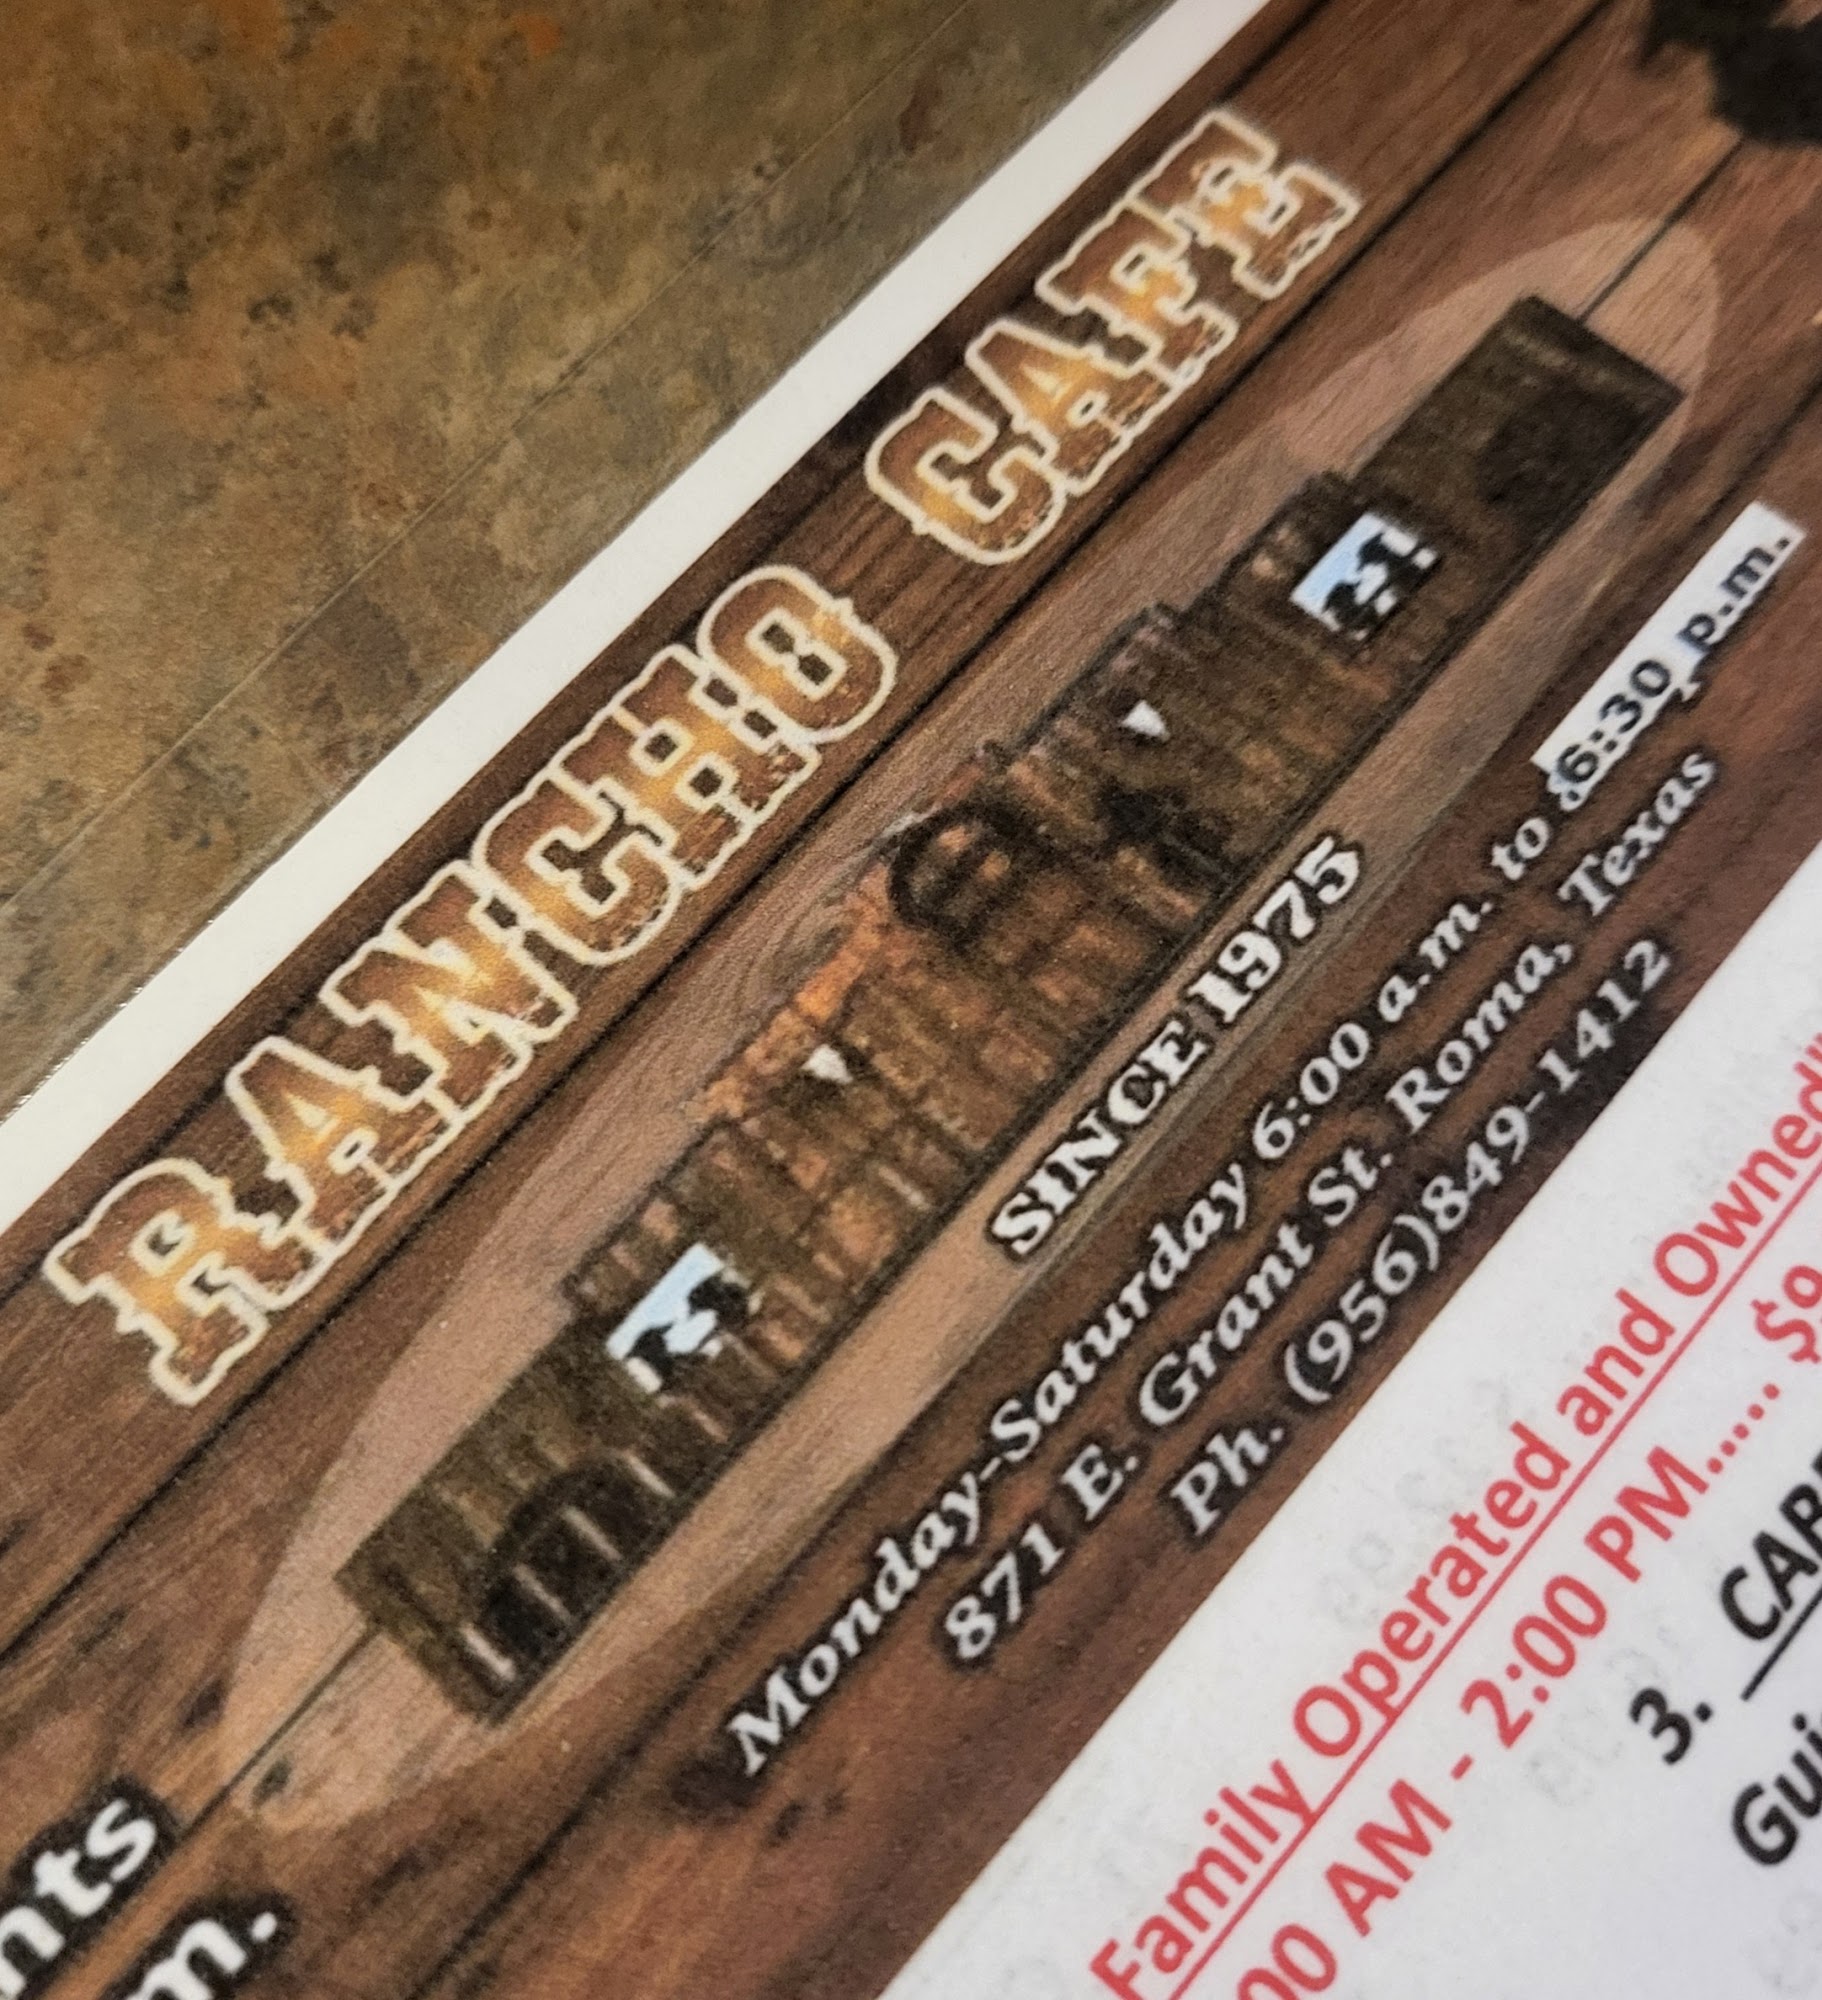 RANCHO CAFE
SINCE 1975
Monday-Saturday 6:00 a.m. to 6:30 p.m.
871 E. Grant St. Roma, Texas
Ph. (956)849-1412
Family Operated and Owned
00 AM - 2:00 PM..... $9
3.